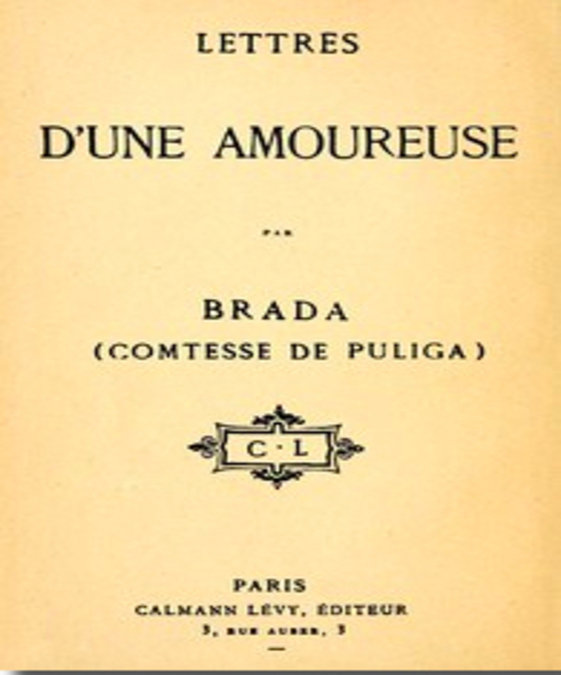 LETTRES
D'UNE AMOUREUSE
PAR
BRADA
(COMTESSE DE PULIGA)
C·L
PARIS
CALMANN LÉVY, ÉDITEUR
3, RUE AUBER, 3